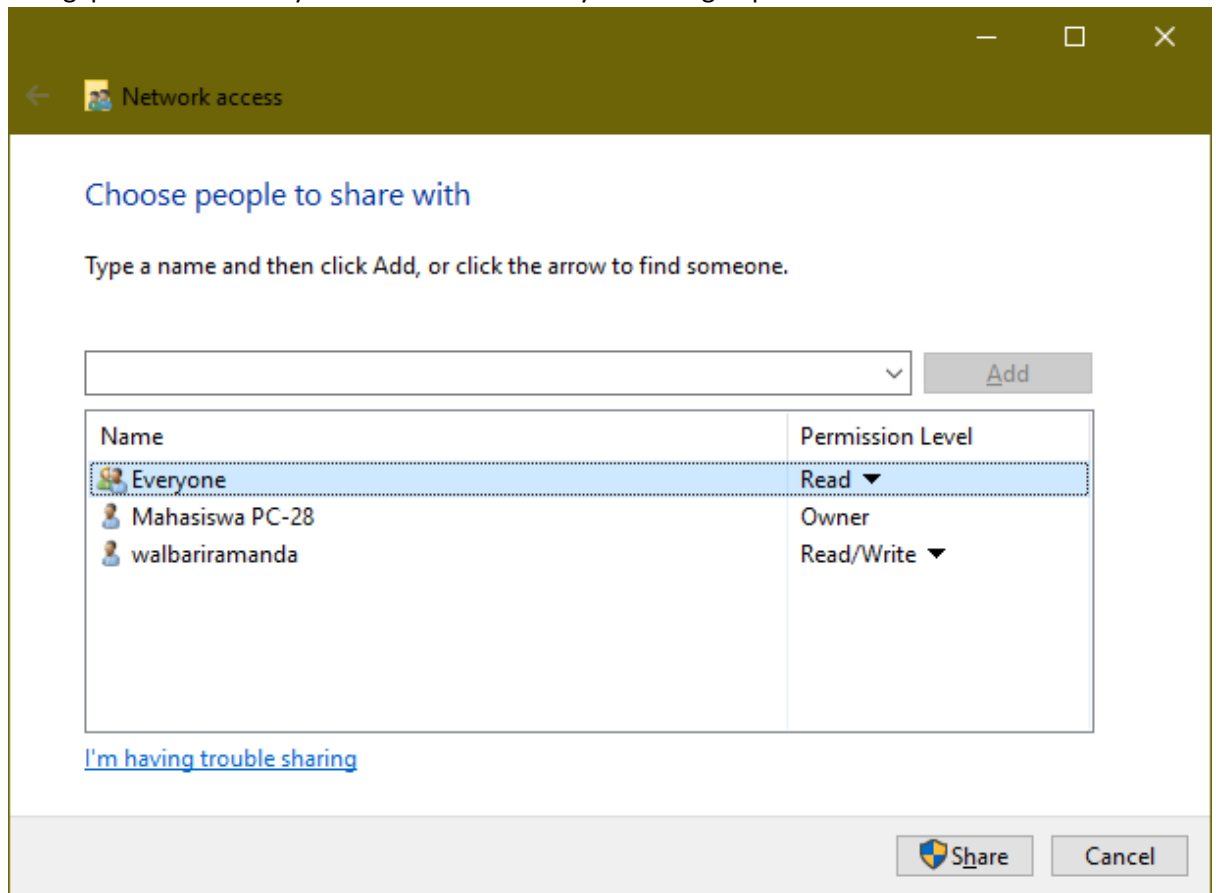 Network access
Choose people to share with
Type a name and then click Add, or click the arrow to find someone.
Add
Name Permission Level
Everyone Read
Mahasiswa PC-28 Owner
walbariramanda Read/Write
I'm having trouble sharing
Share Cancel